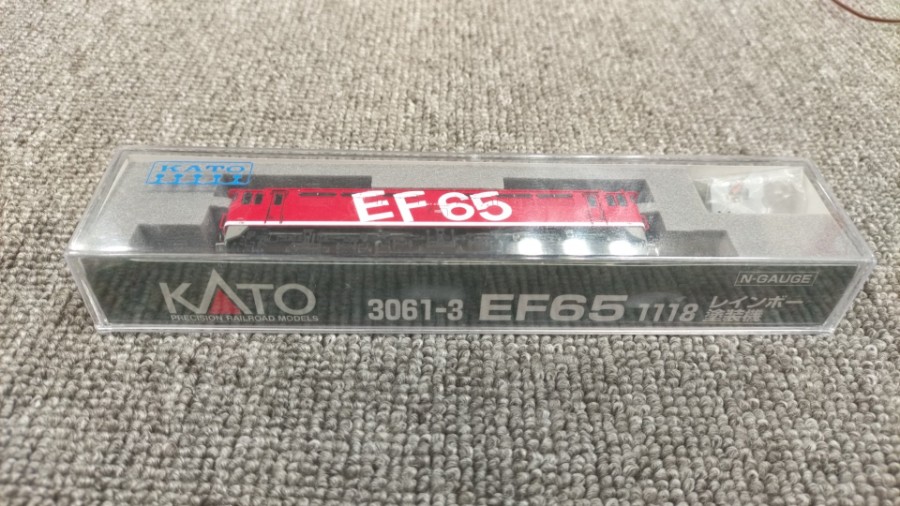 KATO
EF65
KATO
PRECISION RAILROAD MODELS
3061-3 EF65 1118 レインボー塗装機
N-GAUGE